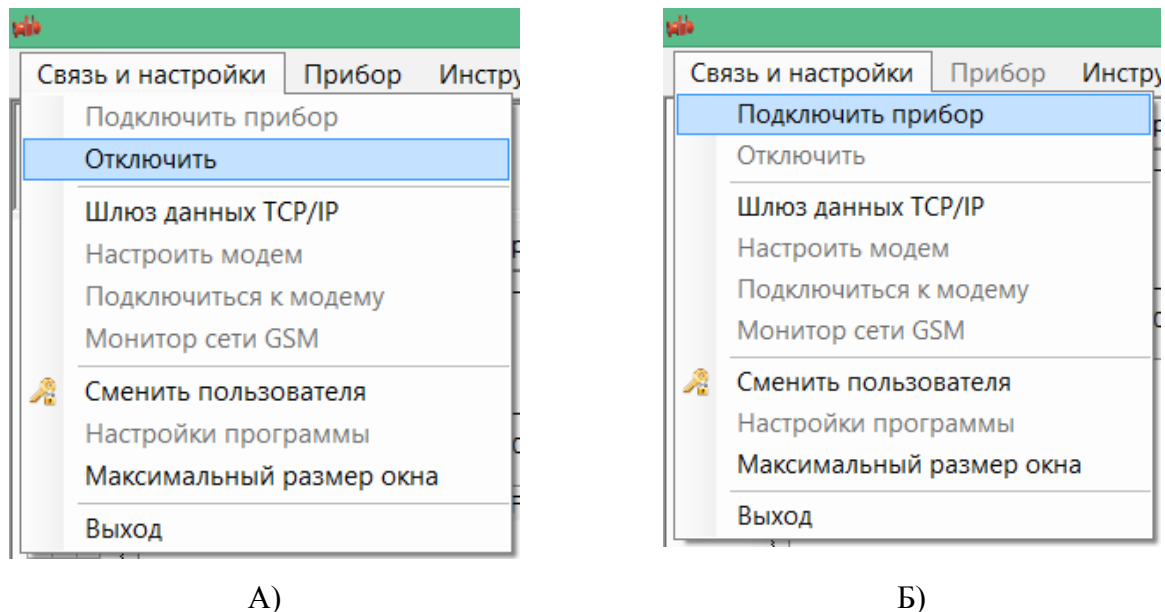 Связь и настройки Прибор Инстру
Подключить прибор
Отключить
Шлюз данных TCP/IP
Настроить модем
Подключиться к модему
Монитор сети GSM
Сменить пользователя
Настройки программы
Максимальный размер окна
Выход
А)
Связь и настройки Прибор Инстру
Подключить прибор
Отключить
Шлюз данных TCP/IP
Настроить модем
Подключиться к модему
Монитор сети GSM
Сменить пользователя
Настройки программы
Максимальный размер окна
Выход
Б)